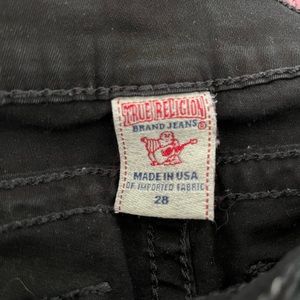 TRUE RELIGION
BRAND JEANS®
MADE IN USA
OF IMPORTED FABRIC
28